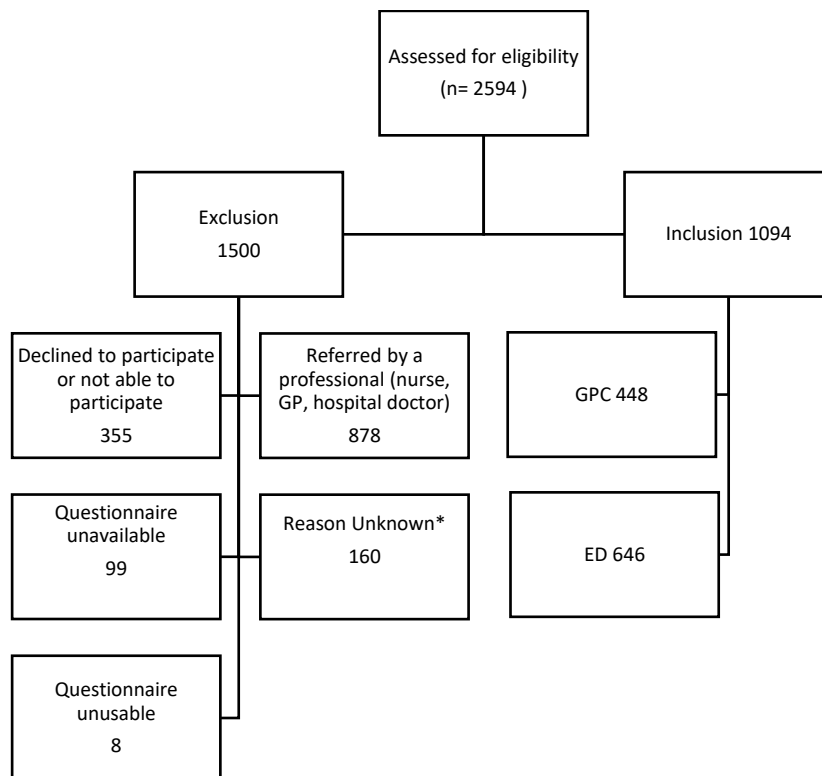 Assessed for eligibility
(n= 2594 )
Exclusion
1500
Inclusion 1094
Declined to participate
or not able to
participate
355
Referred by a
professional (nurse,
GP, hospital doctor)
878
GPC 448
Questionnaire
unavailable
99
Reason Unknown*
160
ED 646
Questionnaire
unusable
8